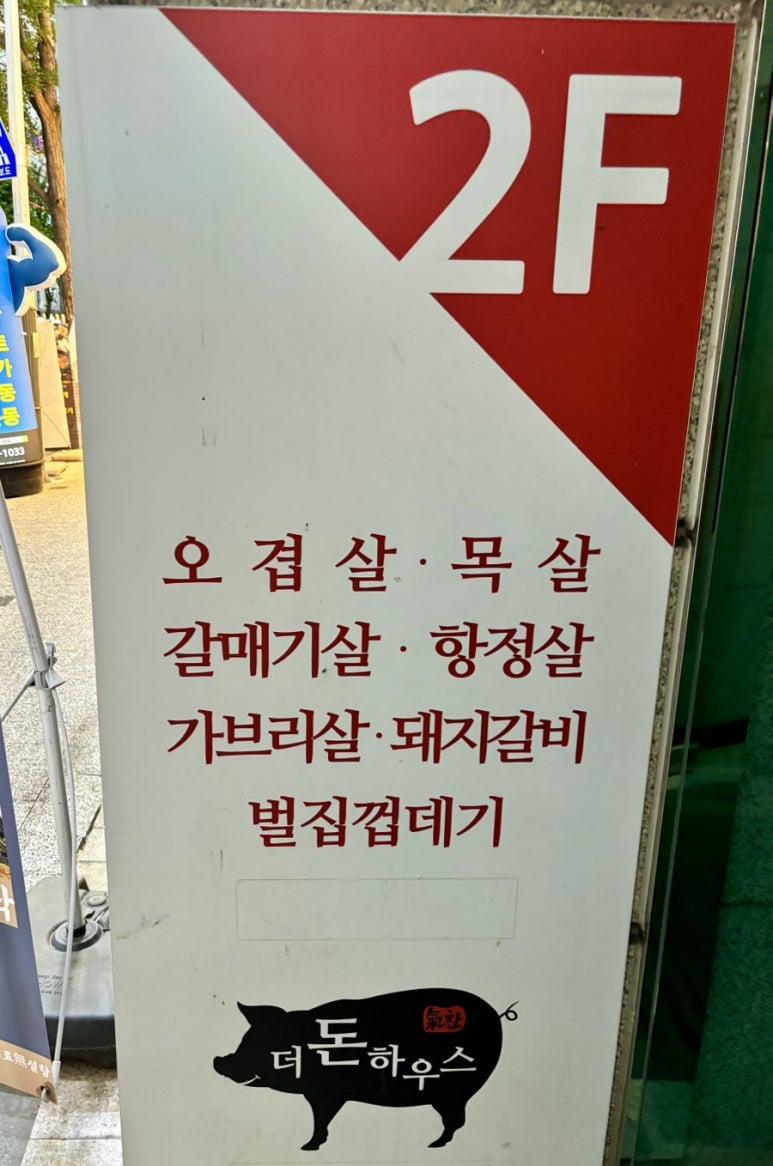 2F
오겹살·목살
갈매기살·항정살
가브리살·돼지갈비
벌집껍데기
氣찬
더돈하우스
-1033